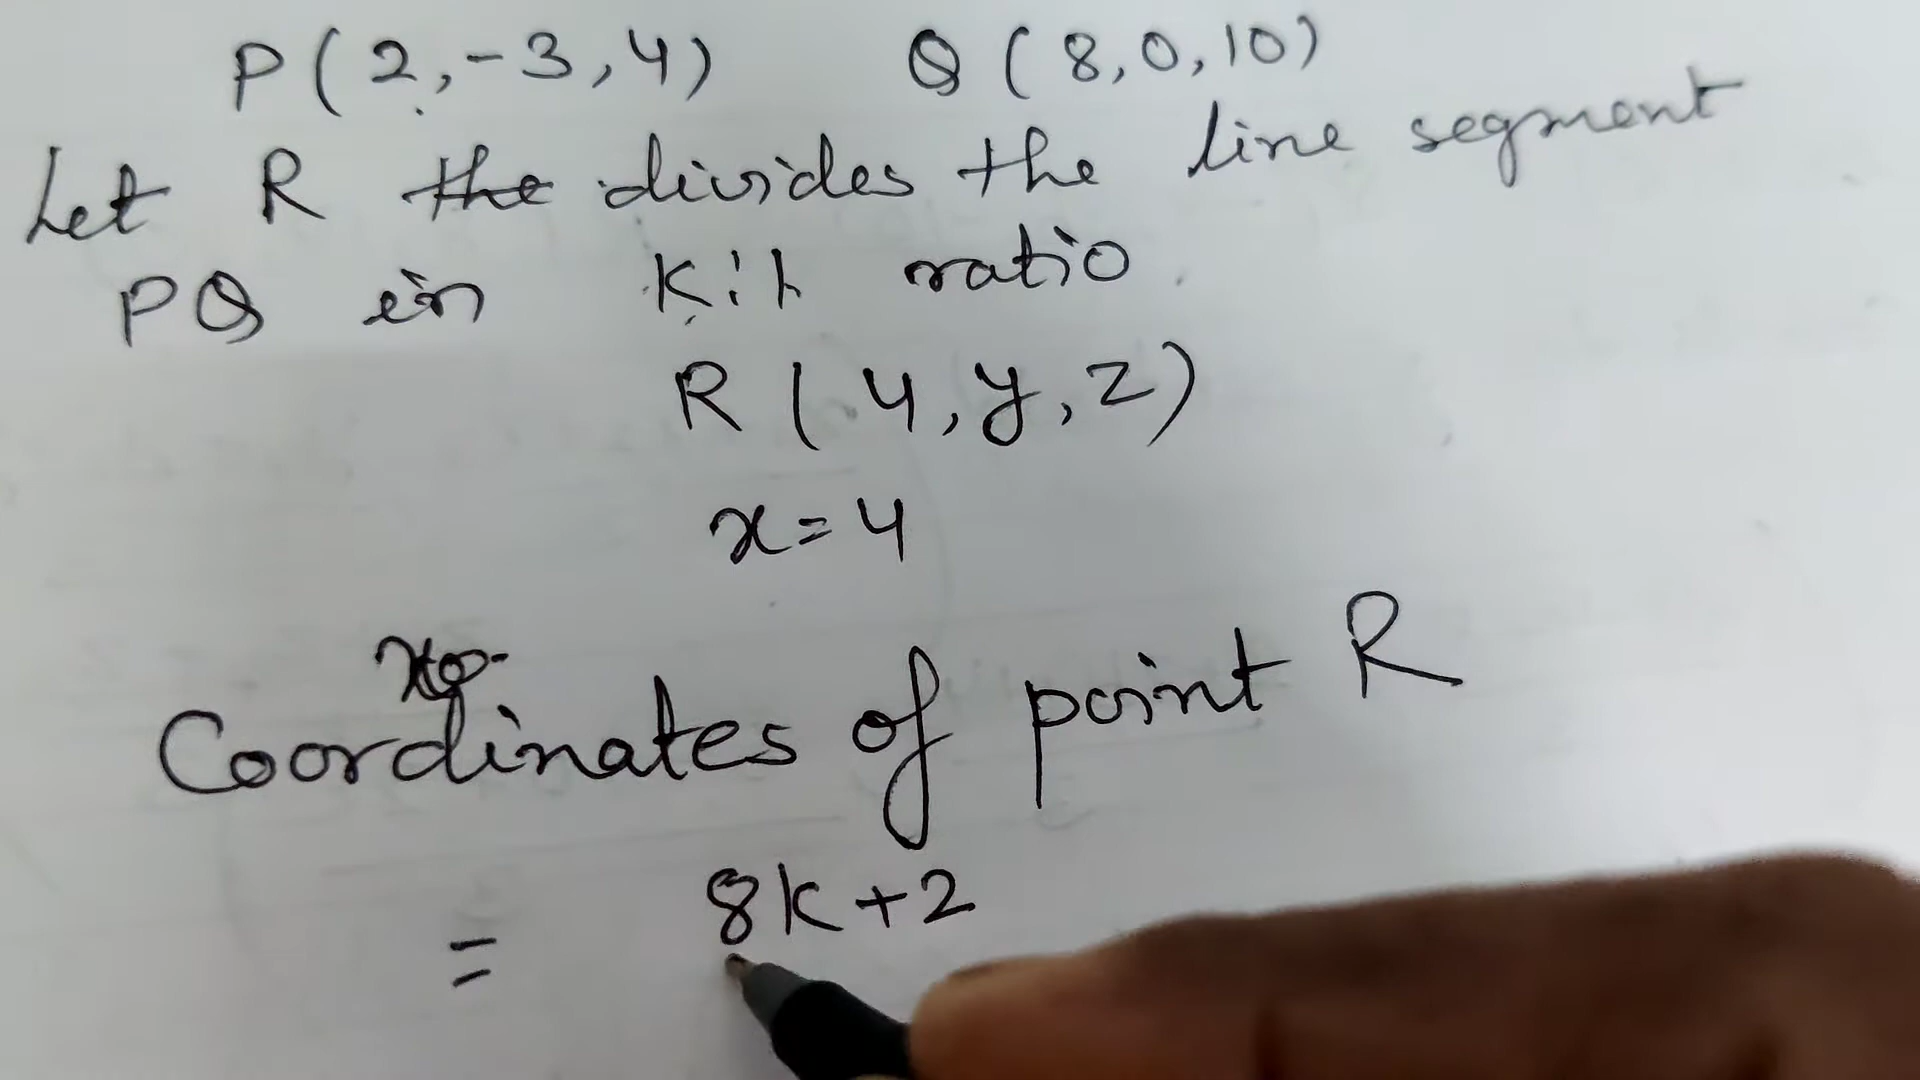 P(2,-3,4) Q(8,0,10)
Let R the divides the line segment
PQ in K:1 ratio.
R(4,y,z)
x=4
Coordinates of point R
= 8K+2